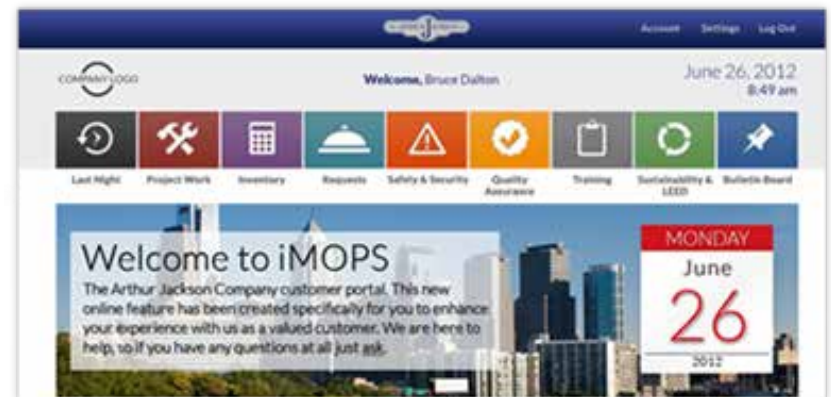 Account Settings Log Out
COMPANY LOGO
Welcome, Bruce Dalton
June 26, 2012
8:49 am
Last Night Project Work Inventory Requests Safety & Security Quality Assurance Training Sustainability & LEED Bulletin Board
Welcome to iMOPS
The Arthur Jackson Company customer portal. This new
online feature has been created specifically for you to enhance
your experience with us as a valued customer. We are here to
help, so if you have any questions at all just ask.
MONDAY
June
26
2012